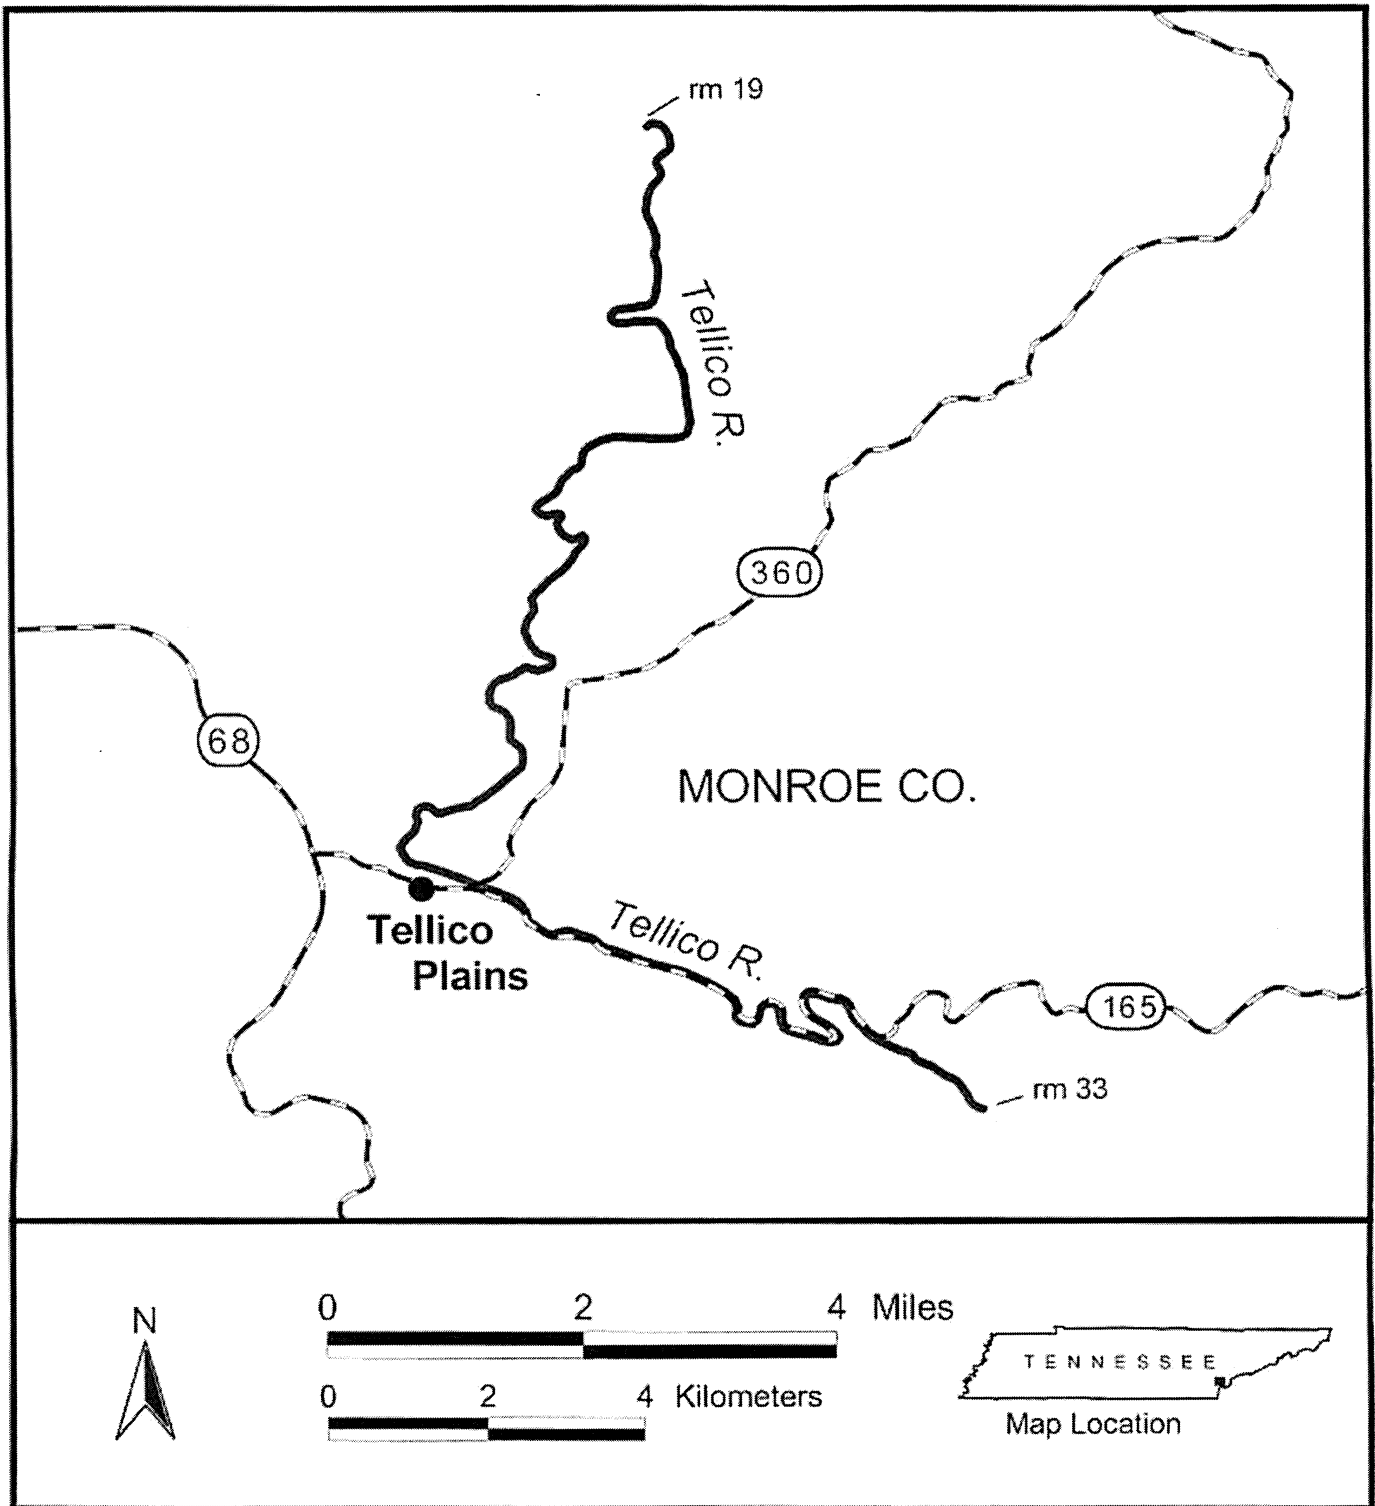 rm 19
Tellico R.
360
68
MONROE CO.
Tellico
Plains
Tellico R.
165
rm 33
N
0 2 4 Miles
0 2 4 Kilometers
TENNESSEE
Map Location